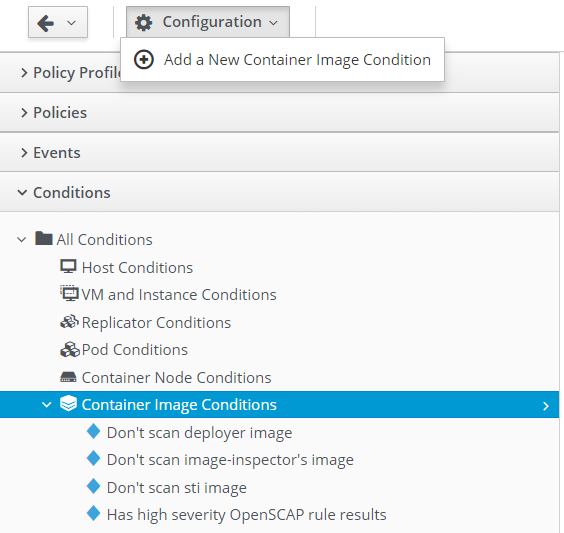 Configuration
Add a New Container Image Condition
Policy Profile
Policies
Events
Conditions
All Conditions
Host Conditions
VM and Instance Conditions
Replicator Conditions
Pod Conditions
Container Node Conditions
Container Image Conditions
Don't scan deployer image
Don't scan image-inspector's image
Don't scan sti image
Has high severity OpenSCAP rule results